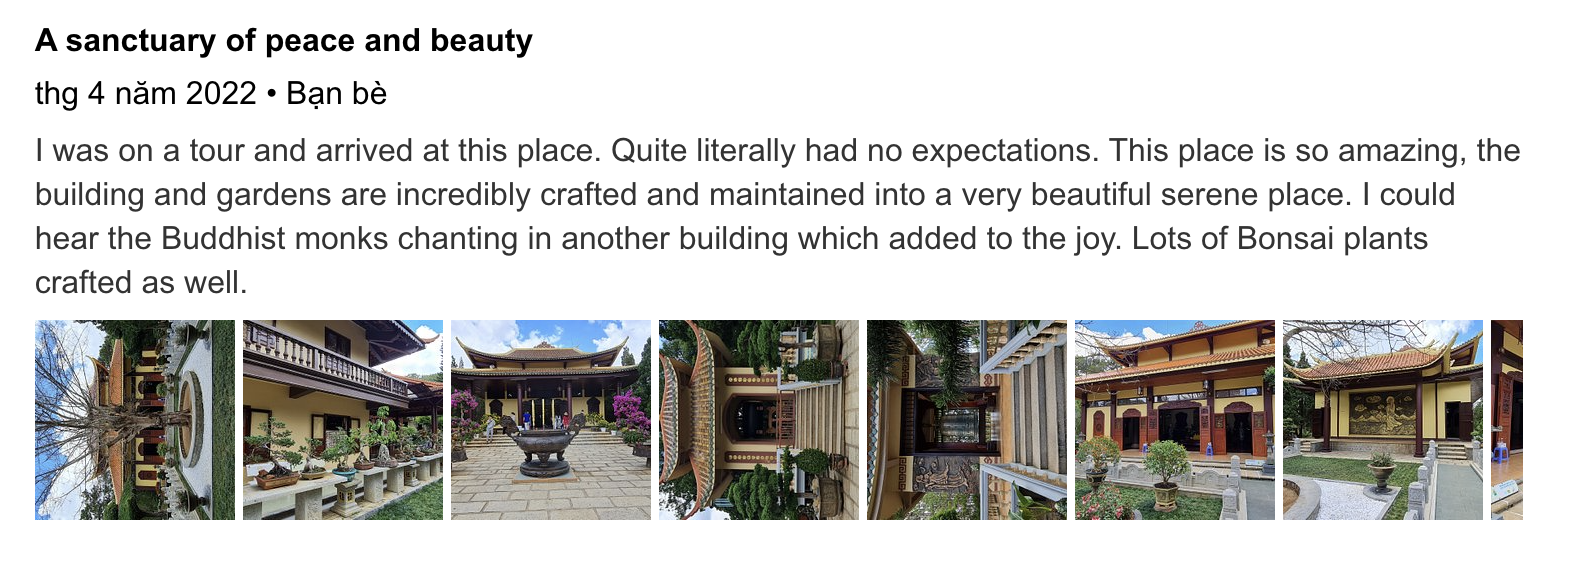 A sanctuary of peace and beauty
thg 4 năm 2022 • Bạn bè
I was on a tour and arrived at this place. Quite literally had no expectations. This place is so amazing, the
building and gardens are incredibly crafted and maintained into a very beautiful serene place. I could
hear the Buddhist monks chanting in another building which added to the joy. Lots of Bonsai plants
crafted as well.